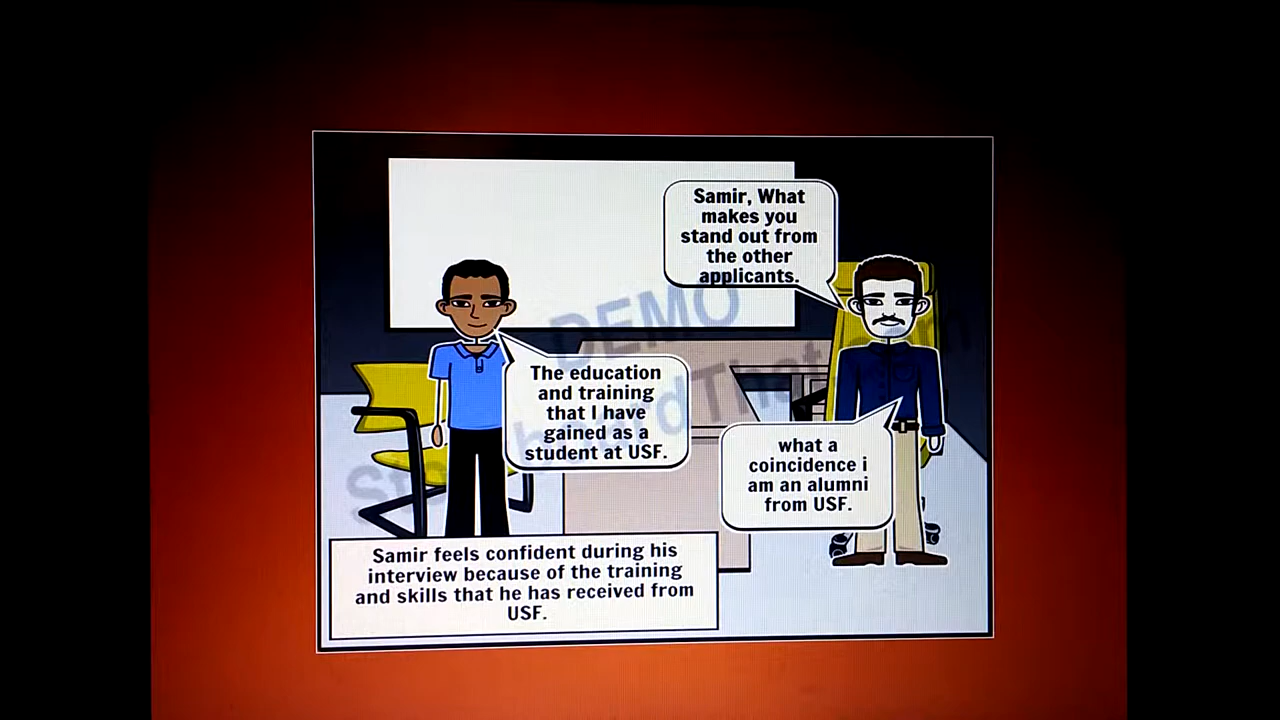 Samir, What
makes you
stand out from
the other
applicants.
The education
and training
that I have
gained as a
student at USF.
what a
coincidence i
am an alumni
from USF.
Samir feels confident during his
interview because of the training
and skills that he has received from
USF.
DEMO
StoryboardThat.com